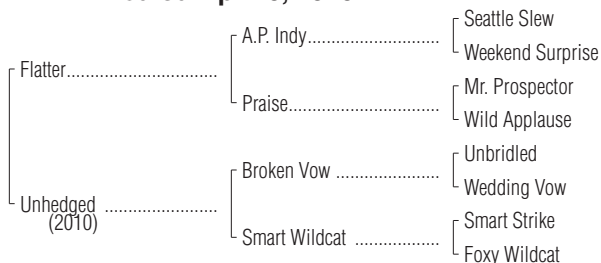 Seattle Slew
A.P. Indy
Weekend Surprise
Flatter
Mr. Prospector
Praise
Wild Applause
Unbridled
Broken Vow
Wedding Vow
Unhedged
(2010)
Smart Strike
Smart Wildcat
Foxy Wildcat